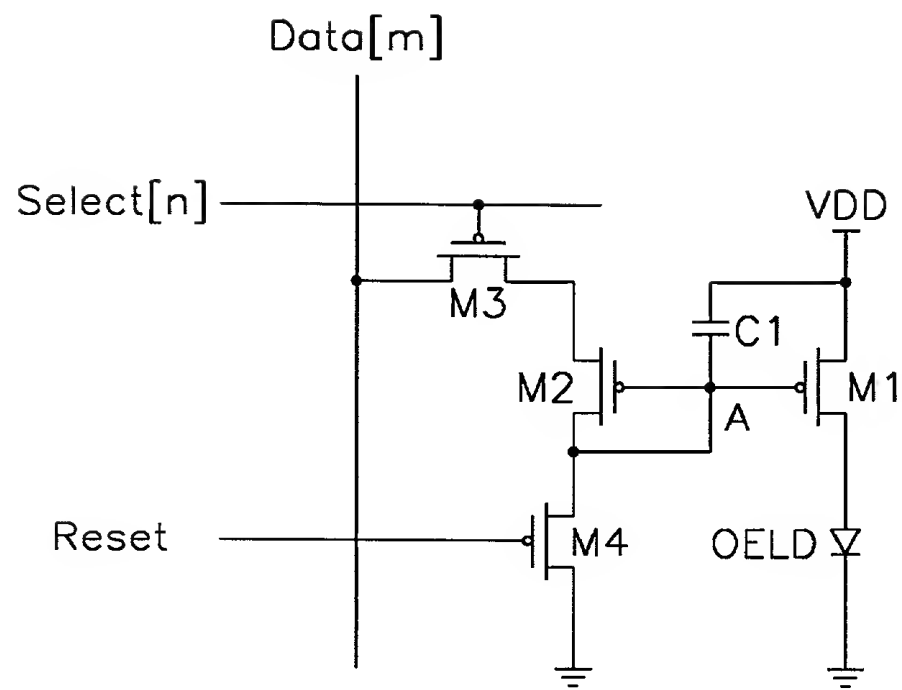 Data[m]
Select[n]
VDD
M3
C1
M2
M1
A
Reset
M4
OELD